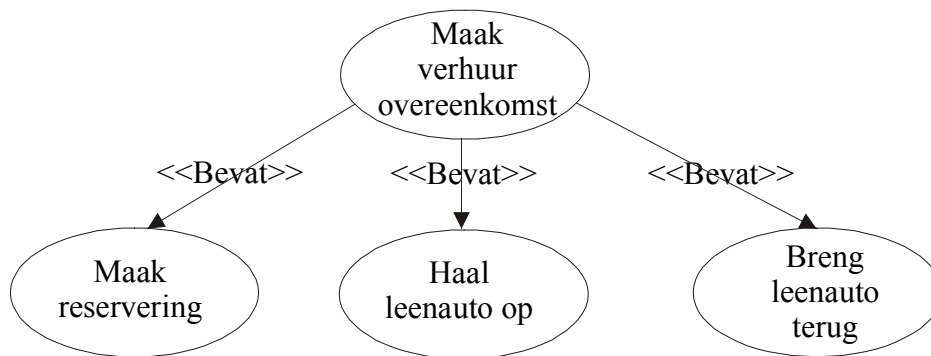 Maak
verhuur
overeenkomst
<<Bevat>>
<<Bevat>>
<<Bevat>>
Maak
reservering
Haal
leenauto op
Breng
leenauto
terug